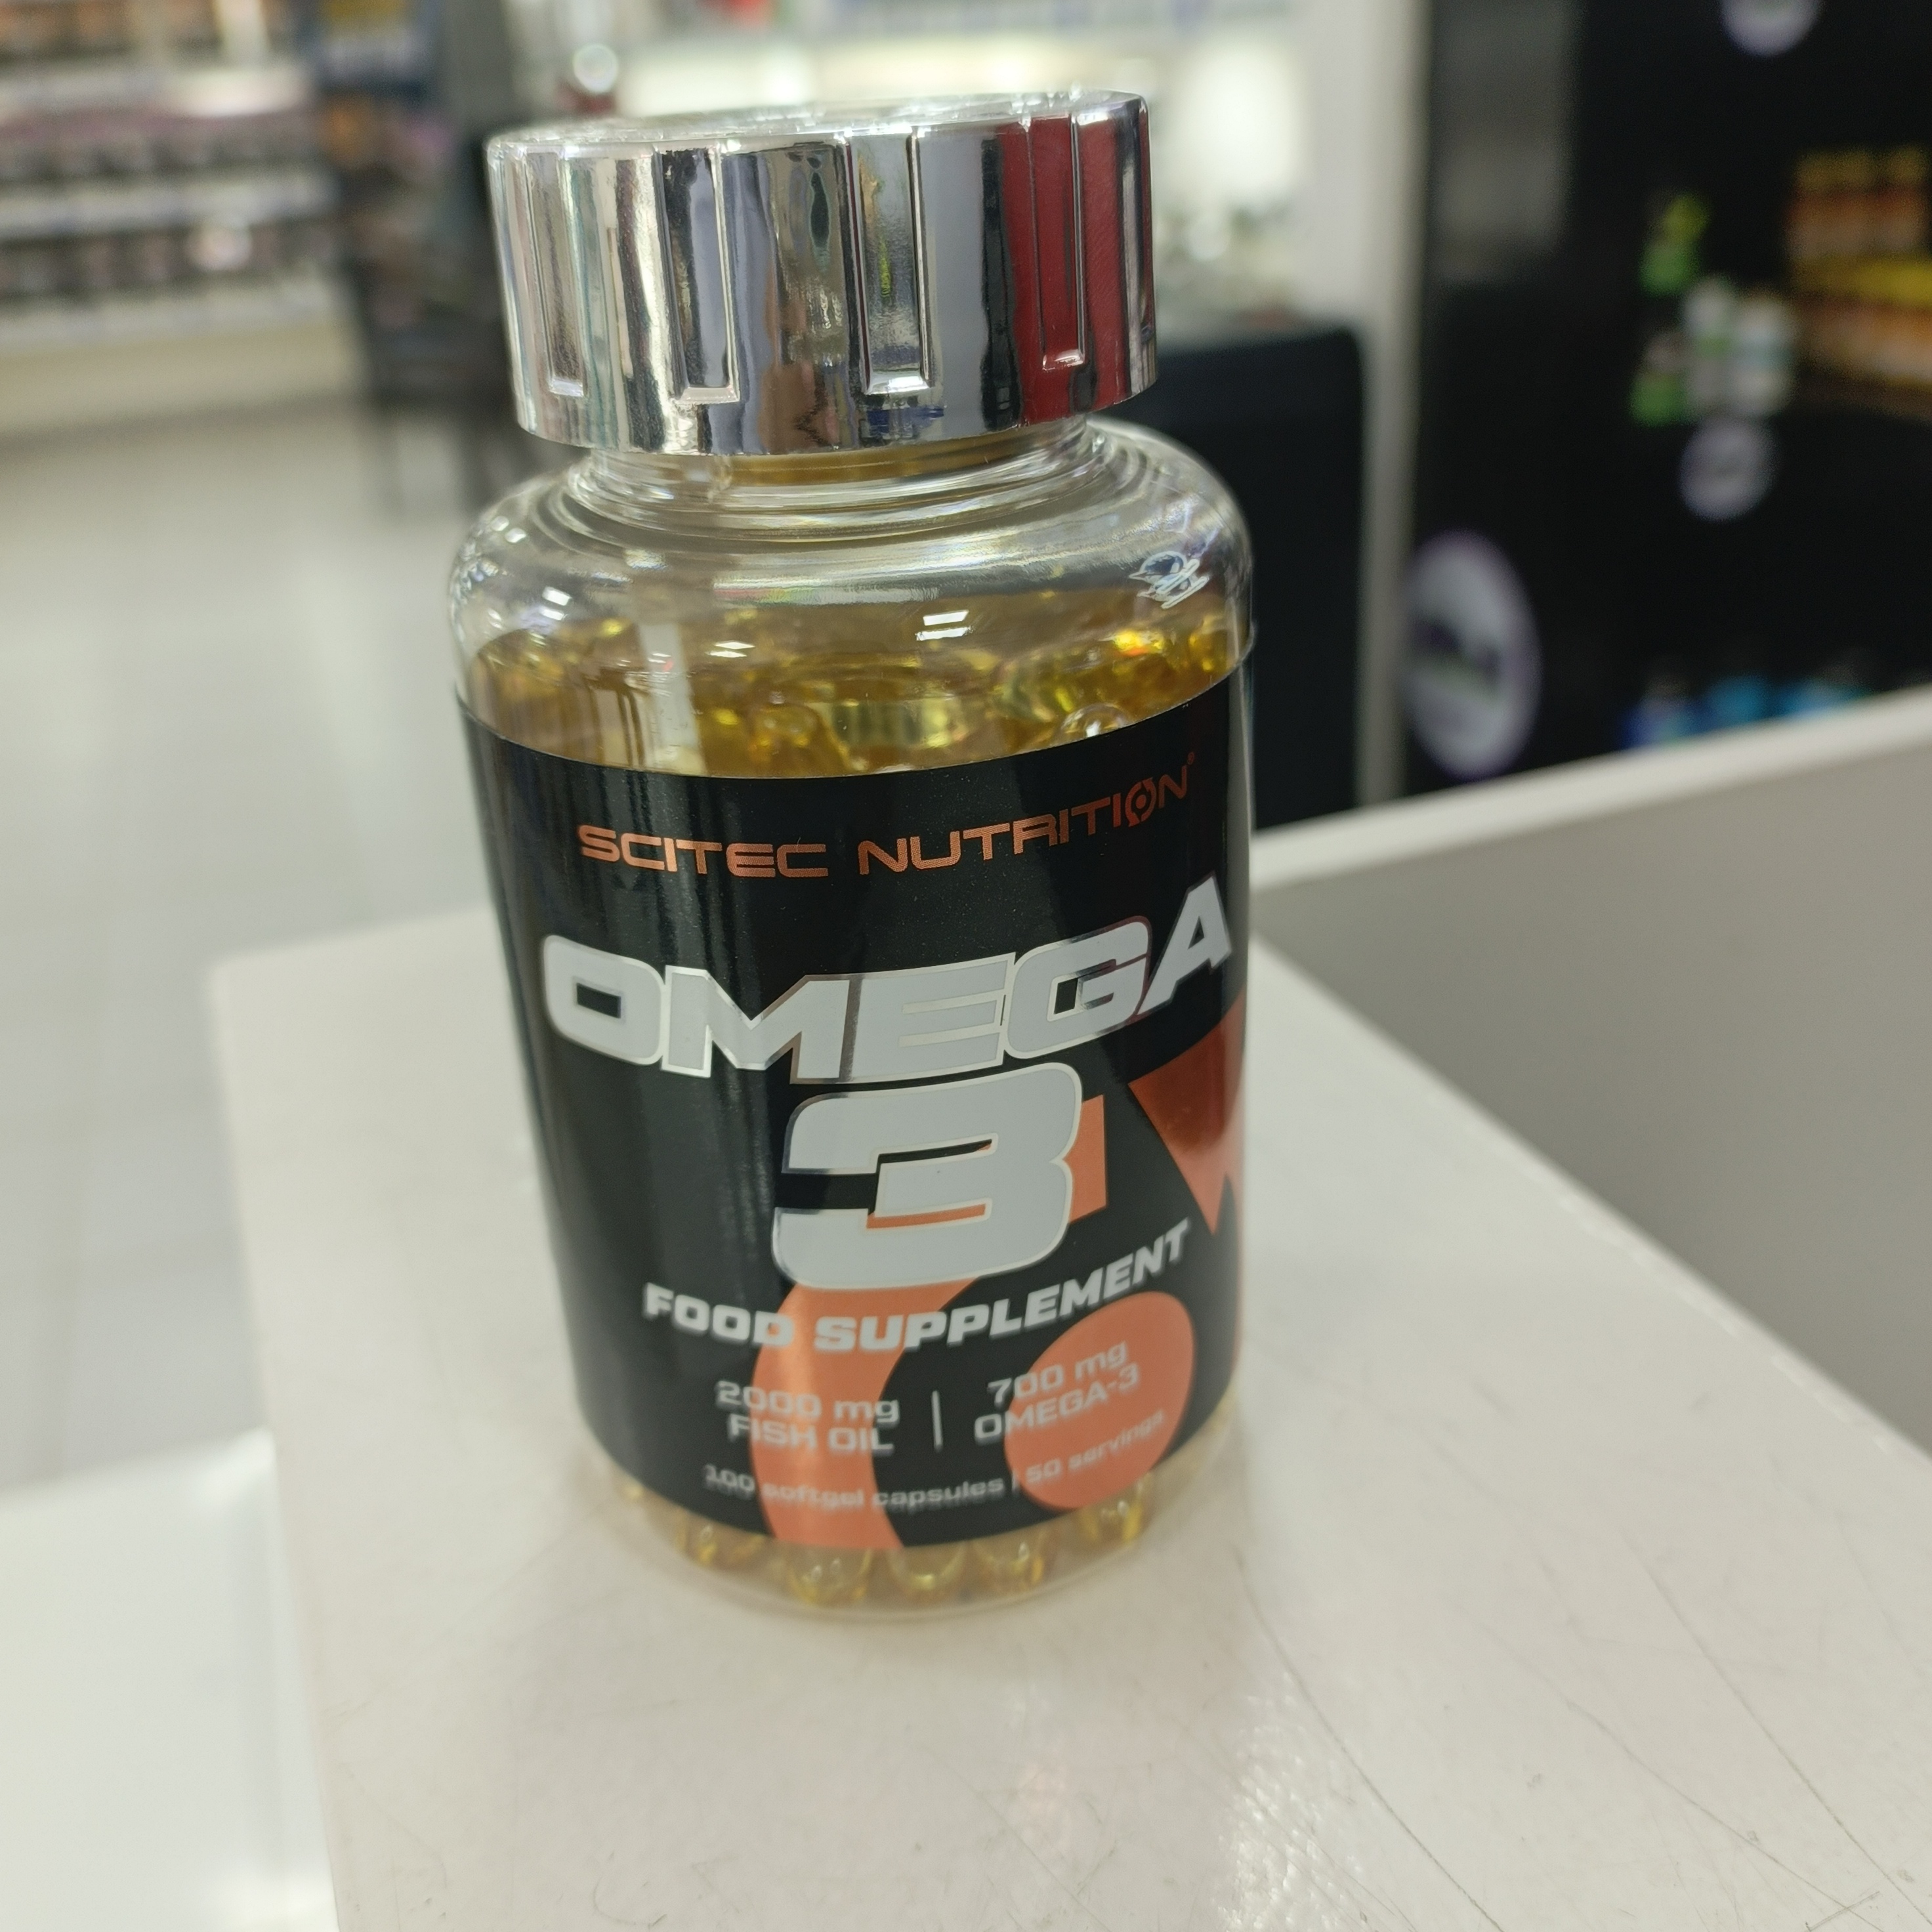 SCITEC NUTRITION®
OMEGA
3
FOOD SUPPLEMENT
2000 mg
FISH OIL
700 mg
OMEGA-3
100 softgel capsules | 50 servings